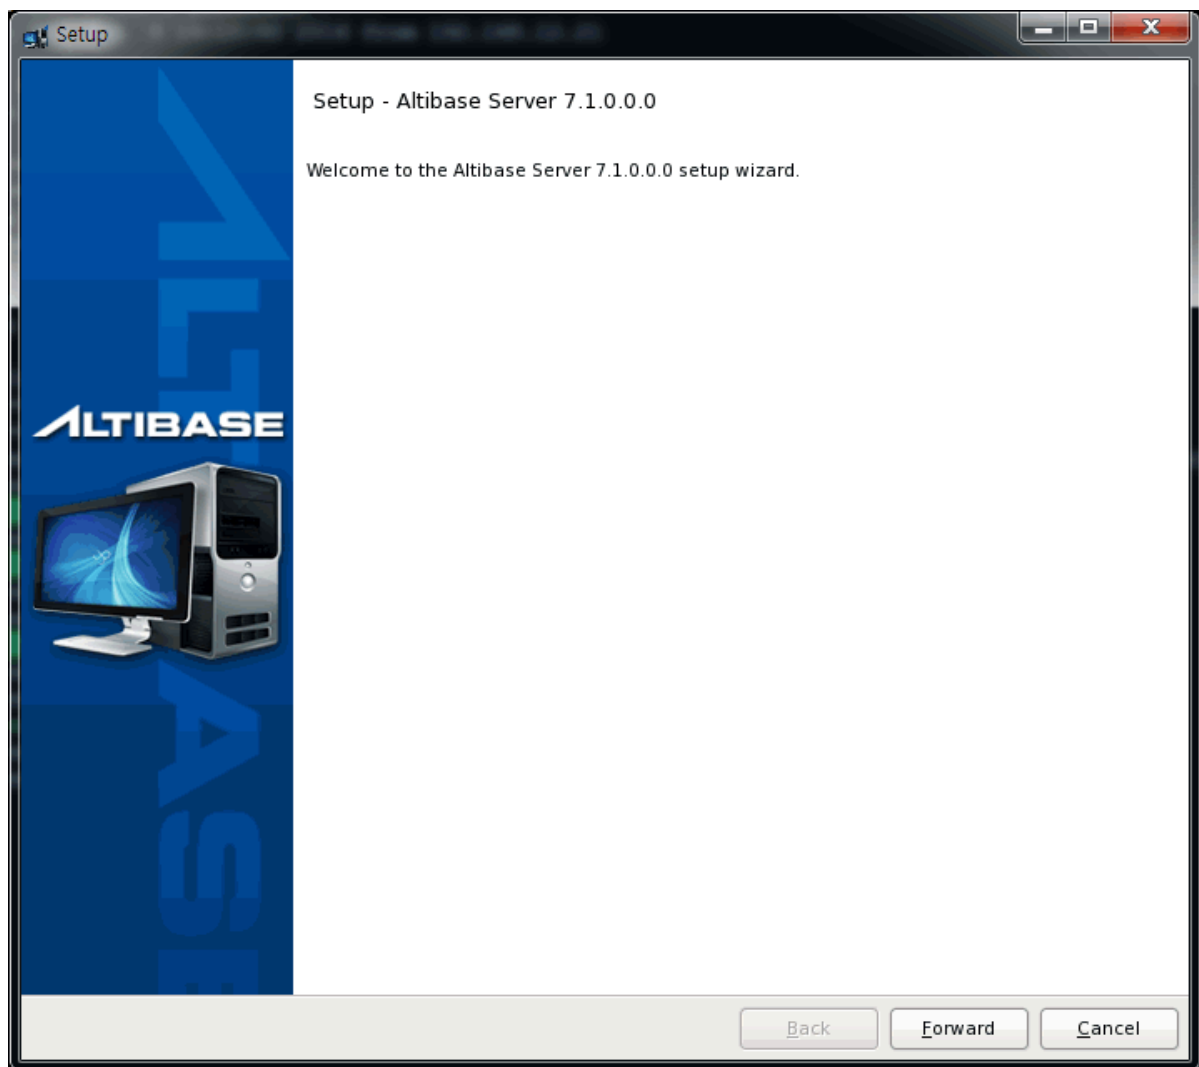 Setup
Setup - Altibase Server 7.1.0.0.0
Welcome to the Altibase Server 7.1.0.0.0 setup wizard.
ALTIBASE
ALTIBASE
Back
Forward
Cancel